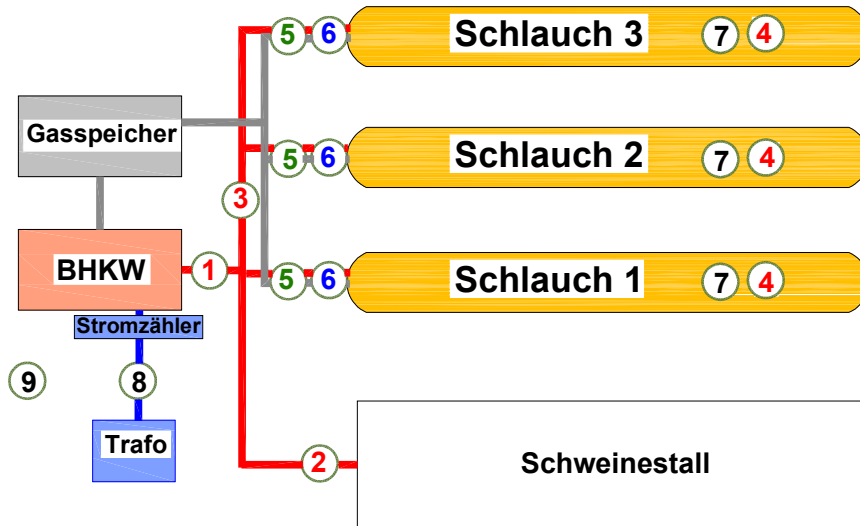 5 6 Schlauch 3 7 4
Gasspeicher
5 6 Schlauch 2 7 4
3
BHKW 1 5 6 Schlauch 1 7 4
Stromzähler
9 8
Trafo
2 Schweinestall